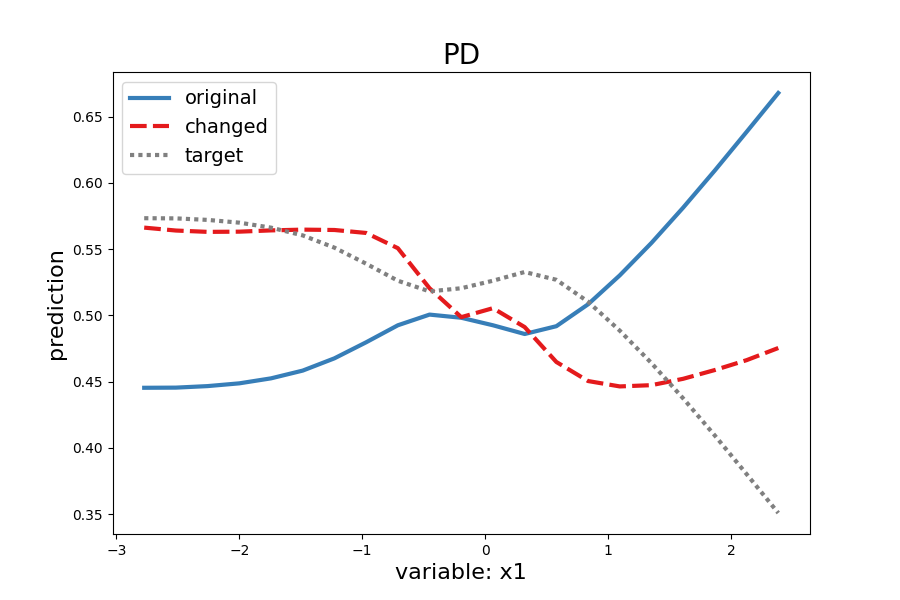 PD
original
changed
target
prediction
0.65
0.60
0.55
0.50
0.45
0.40
0.35
−3 −2 −1 0 1 2
variable: x1